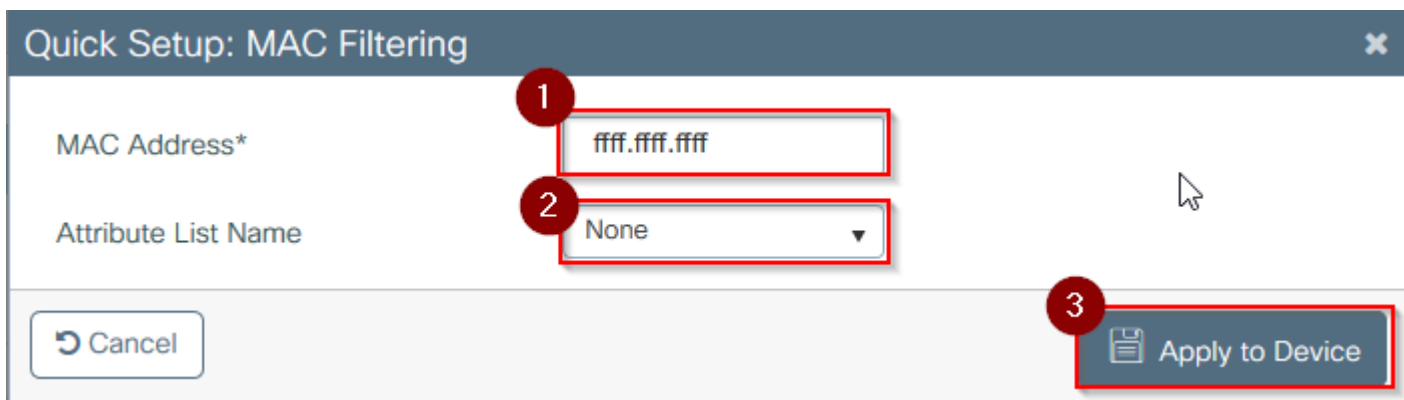 Quick Setup: MAC Filtering
1
MAC Address*
ffff.ffff.ffff
2
Attribute List Name
None
3
Cancel
Apply to Device